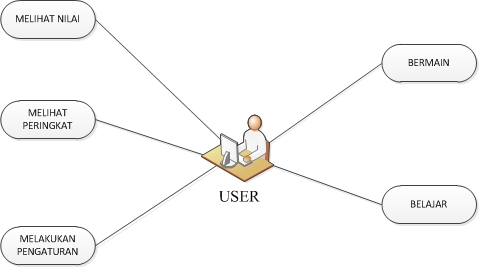 MELIHAT NILAI
BERMAIN
MELIHAT
PERINGKAT
USER
BELAJAR
MELAKUKAN
PENGATURAN